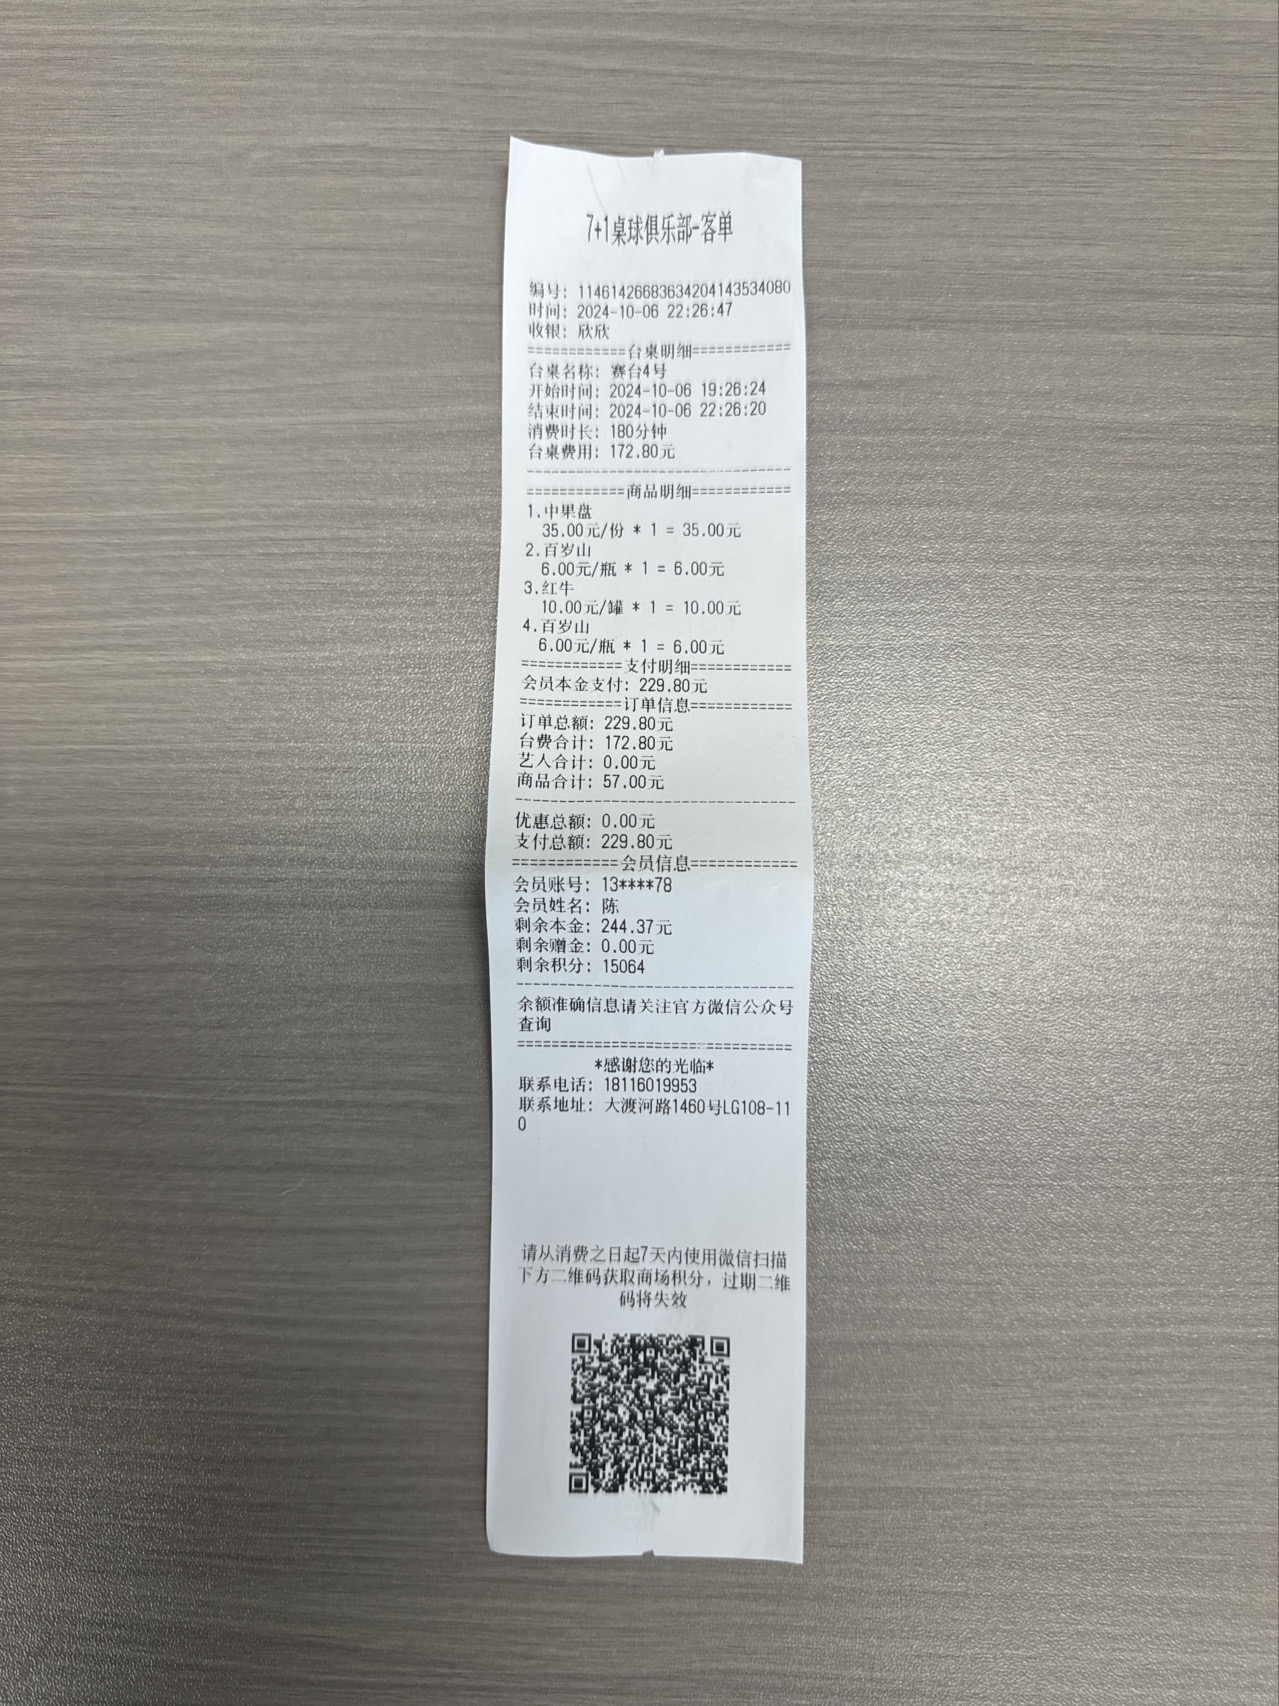 7+1桌球俱乐部-客单
编号: 11461426683634204143534080
时间: 2024-10-06 22:26:47
收银: 欣欣
============台桌明细============
台桌名称: 赛台4号
开始时间: 2024-10-06 19:26:24
结束时间: 2024-10-06 22:26:20
消费时长: 180分钟
台桌费用: 172.80元
--------------------------------
============商品明细============
1.中果盘
35.00元/份 * 1 = 35.00元
2.百岁山
6.00元/瓶 * 1 = 6.00元
3.红牛
10.00元/罐 * 1 = 10.00元
4.百岁山
6.00元/瓶 * 1 = 6.00元
============支付明细============
会员本金支付: 229.80元
============订单信息============
订单总额: 229.80元
台费合计: 172.80元
艺人合计: 0.00元
商品合计: 57.00元
--------------------------------
优惠总额: 0.00元
支付总额: 229.80元
============会员信息============
会员账号: 13****78
会员姓名: 陈
剩余本金: 244.37元
剩余赠金: 0.00元
剩余积分: 15064
--------------------------------
余额准确信息请关注官方微信公众号
查询
================================
*感谢您的光临*
联系电话: 18116019953
联系地址: 大渡河路1460号LG108-11
0
请从消费之日起7天内使用微信扫描
下方二维码获取商场积分，过期二维
码将失效